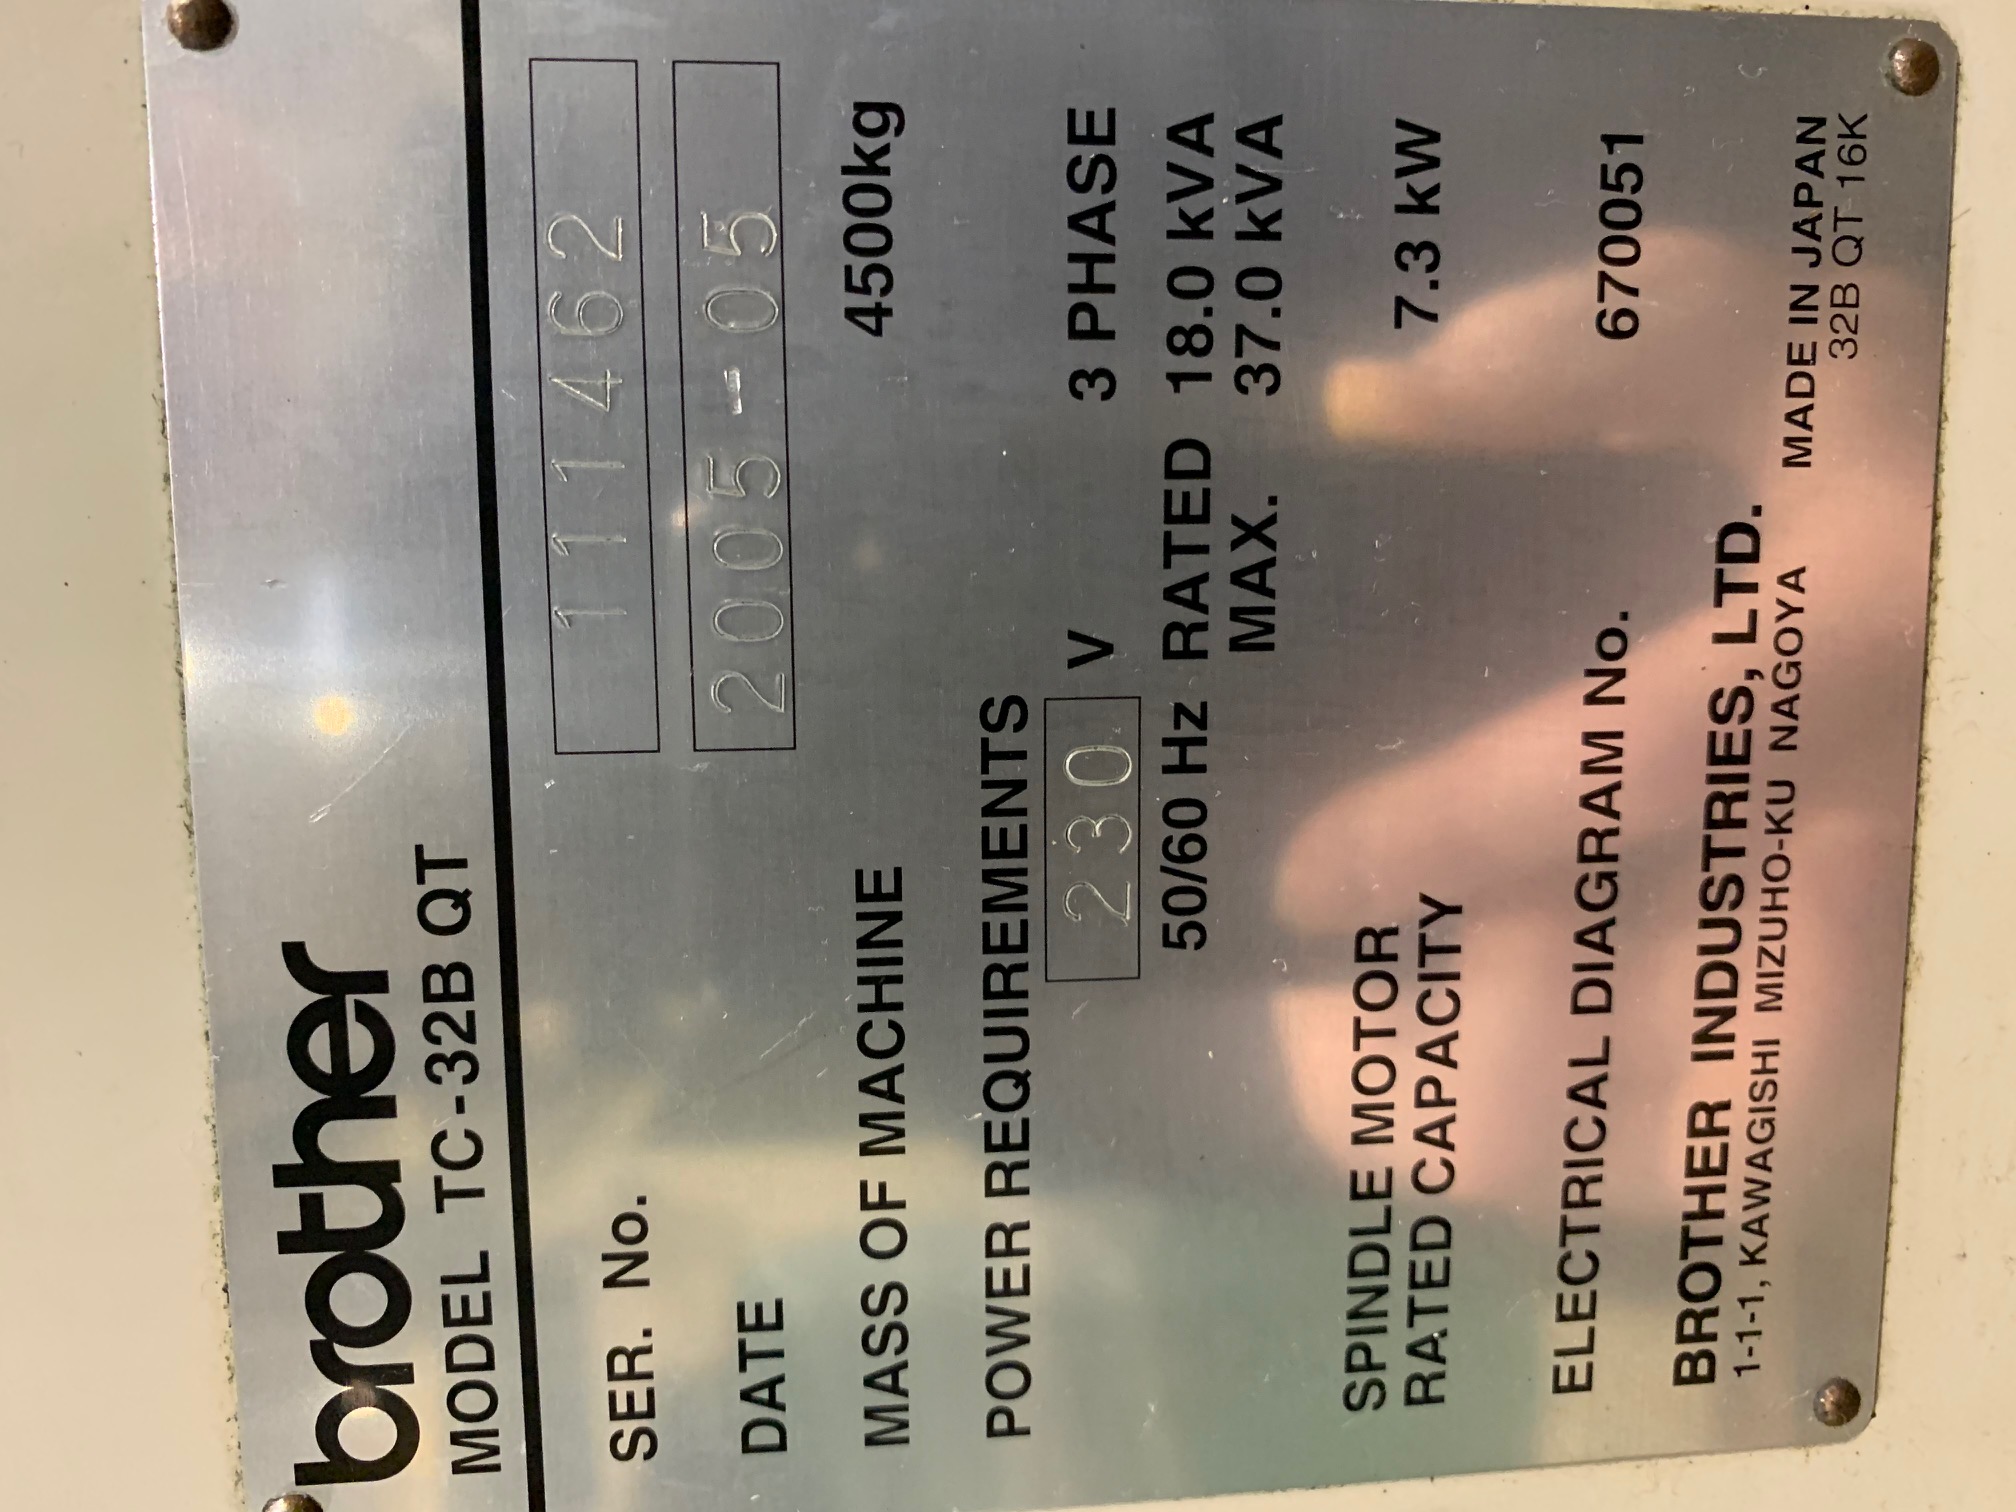 brother
MODEL TC-32B QT
SER. No. 111462
DATE 2005-05
MASS OF MACHINE 4500kg
POWER REQUIREMENTS
230 V 3 PHASE
50/60 Hz RATED 18.0 kVA
MAX. 37.0 kVA
SPINDLE MOTOR
RATED CAPACITY 7.3 kW
ELECTRICAL DIAGRAM No. 670051
BROTHER INDUSTRIES, LTD.
1-1-1, KAWAGISHI MIZUHO-KU NAGOYA MADE IN JAPAN
32B QT 16K